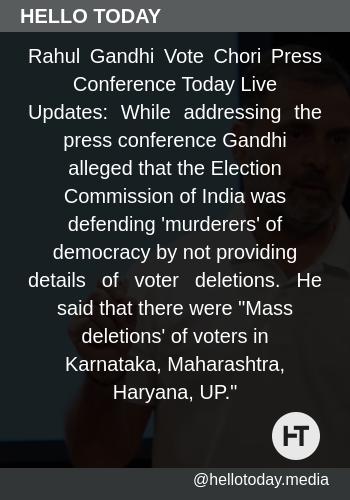 HELLO TODAY
Rahul Gandhi Vote Chori Press
Conference Today Live
Updates: While addressing the
press conference Gandhi
alleged that the Election
Commission of India was
defending 'murderers' of
democracy by not providing
details of voter deletions. He
said that there were "Mass
deletions' of voters in
Karnataka, Maharashtra,
Haryana, UP."
HT
@hellotoday.media